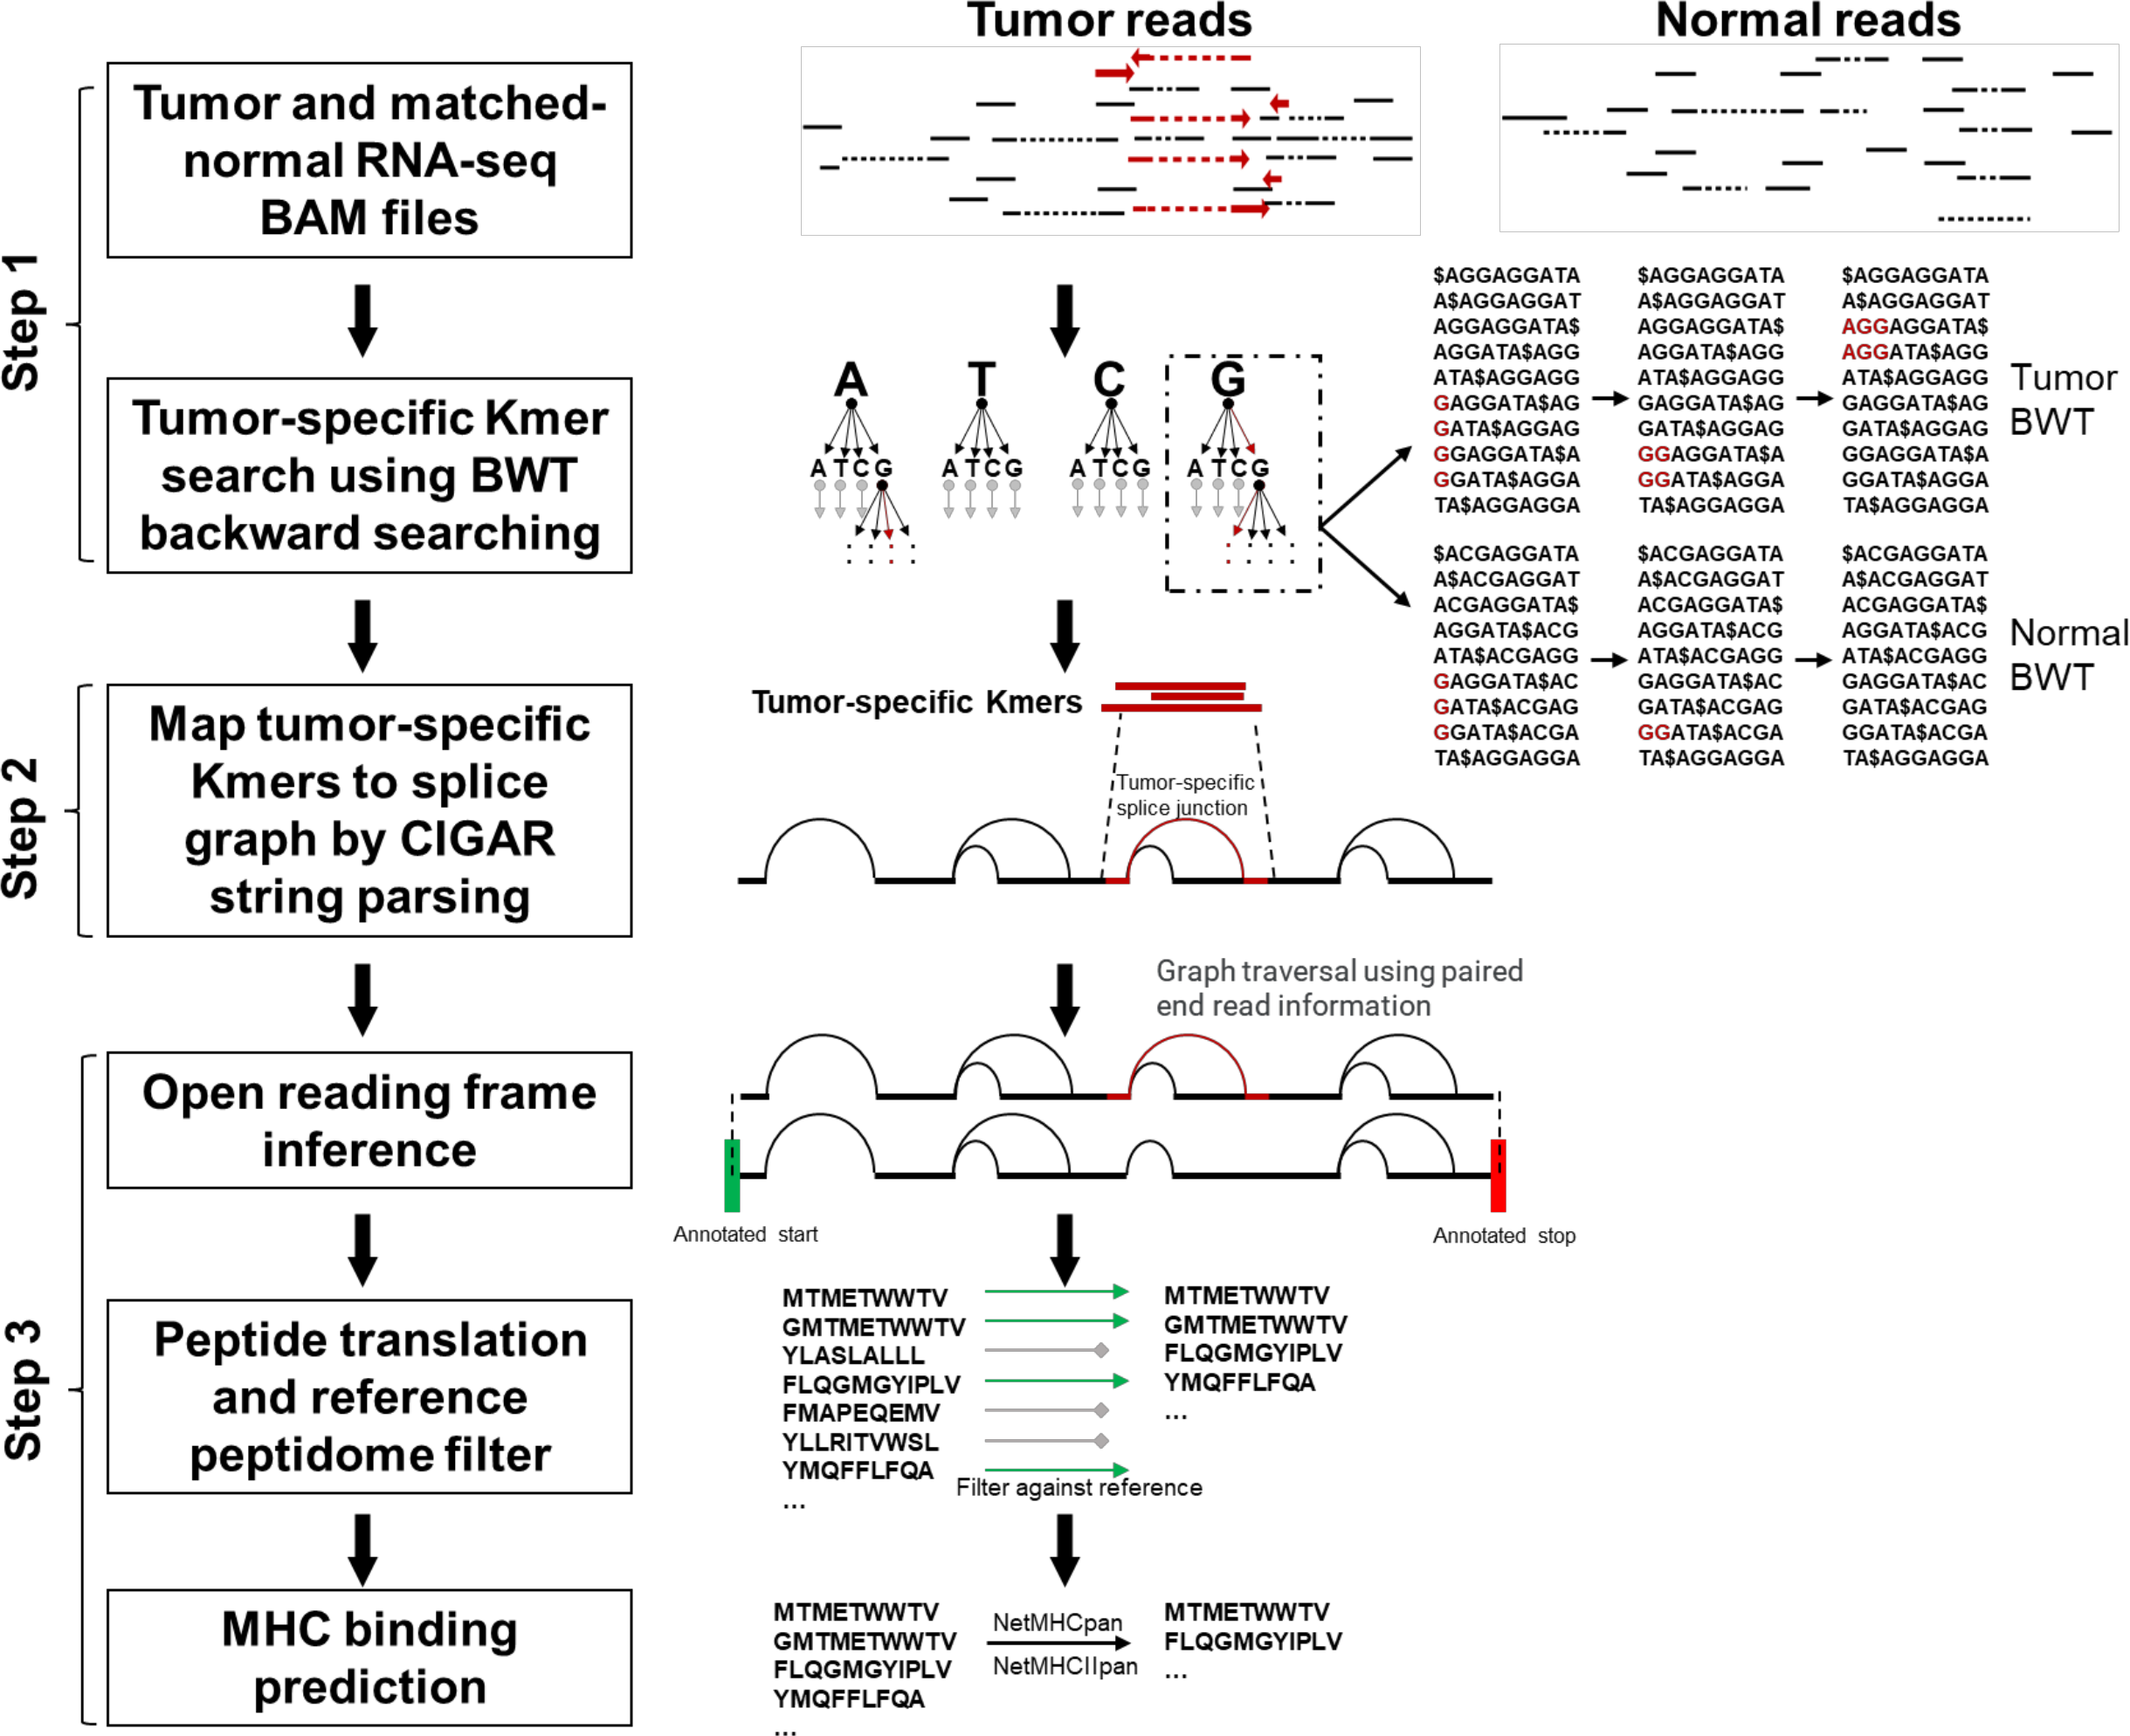 Tumor reads
Normal reads
Step 1
Tumor and matched-
normal RNA-seq
BAM files
Tumor-specific Kmer
search using BWT
backward searching
A T C G
A T C G
A T C G
A T C G
A T C G
$AGGAGGATA
A$AGGAGGAT
AGGAGGATA$
AGGATA$AGG
ATA$AGGAGG
GAGGATA$AG
GATA$AGGAG
GGAGGATA$A
GGATA$AGGA
TA$AGGAGGA
$AGGAGGATA
A$AGGAGGAT
AGGAGGATA$
AGGATA$AGG
ATA$AGGAGG
GAGGATA$AG
GATA$AGGAG
GGAGGATA$A
GGATA$AGGA
TA$AGGAGGA
$AGGAGGATA
A$AGGAGGAT
AGGAGGATA$
AGGATA$AGG
ATA$AGGAGG
GAGGATA$AG
GATA$AGGAG
GGAGGATA$A
GGATA$AGGA
TA$AGGAGGA
Tumor
BWT
$ACGAGGATA
A$ACGAGGAT
ACGAGGATA$
AGGATA$ACG
ATA$ACGAGG
GAGGATA$AC
GATA$ACGAG
GGATA$ACGA
TA$AGGAGGA
$ACGAGGATA
A$ACGAGGAT
ACGAGGATA$
AGGATA$ACG
ATA$ACGAGG
GAGGATA$AC
GATA$ACGAG
GGATA$ACGA
TA$AGGAGGA
$ACGAGGATA
A$ACGAGGAT
ACGAGGATA$
AGGATA$ACG
ATA$ACGAGG
GAGGATA$AC
GATA$ACGAG
GGATA$ACGA
TA$AGGAGGA
Normal
BWT
Step 2
Map tumor-specific
Kmers to splice
graph by CIGAR
string parsing
Tumor-specific Kmers
Tumor-specific
splice junction
Step 3
Open reading frame
inference
Graph traversal using paired
end read information
Annotated start
Annotated stop
Peptide translation
and reference
peptidome filter
MTMETWWTV
GMTMETWWTV
YLASLALLL
FLQGMGYIPLV
FMAPEQEMV
YLLRITVWSL
YMQFFLFQA
...
Filter against reference
MTMETWWTV
GMTMETWWTV
FLQGMGYIPLV
YMQFFLFQA
...
MHC binding
prediction
MTMETWWTV
GMTMETWWTV
FLQGMGYIPLV
YMQFFLFQA
...
NetMHCpan
NetMHCIIpan
MTMETWWTV
FLQGMGYIPLV
...